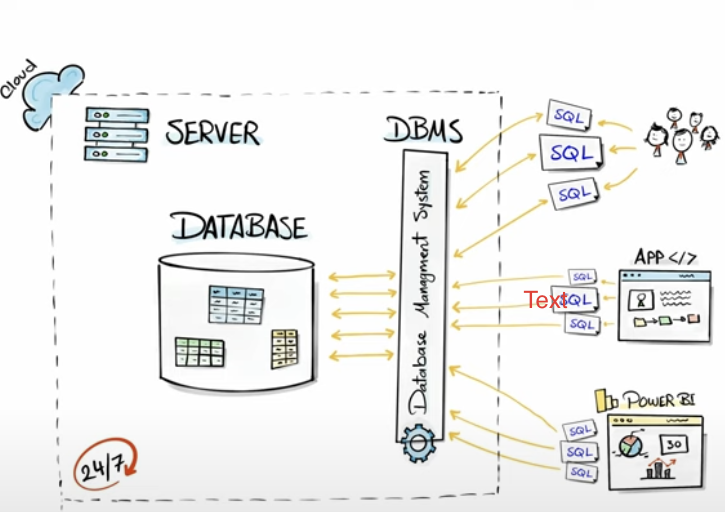 Cloud
SERVER
DBMS
SQL
SQL
SQL
DATABASE
Database Managment System
APP </>
SQL
Text
SQL
SQL
POWER BI
30
SQL
SQL
SQL
24/7